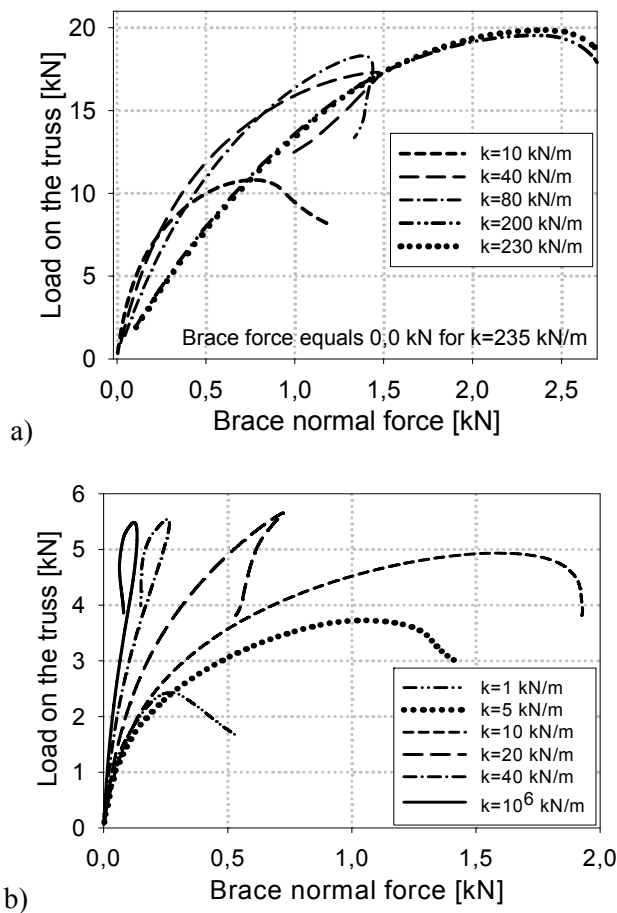 20
15
10
5
0
Load on the truss [kN]
k=10 kN/m
k=40 kN/m
k=80 kN/m
k=200 kN/m
k=230 kN/m
Brace force equals 0,0 kN for k=235 kN/m
0,0 0,5 1,0 1,5 2,0 2,5
Brace normal force [kN]
a)
6
5
4
3
2
1
0
Load on the truss [kN]
k=1 kN/m
k=5 kN/m
k=10 kN/m
k=20 kN/m
k=40 kN/m
k=10⁶ kN/m
0,0 0,5 1,0 1,5 2,0
Brace normal force [kN]
b)